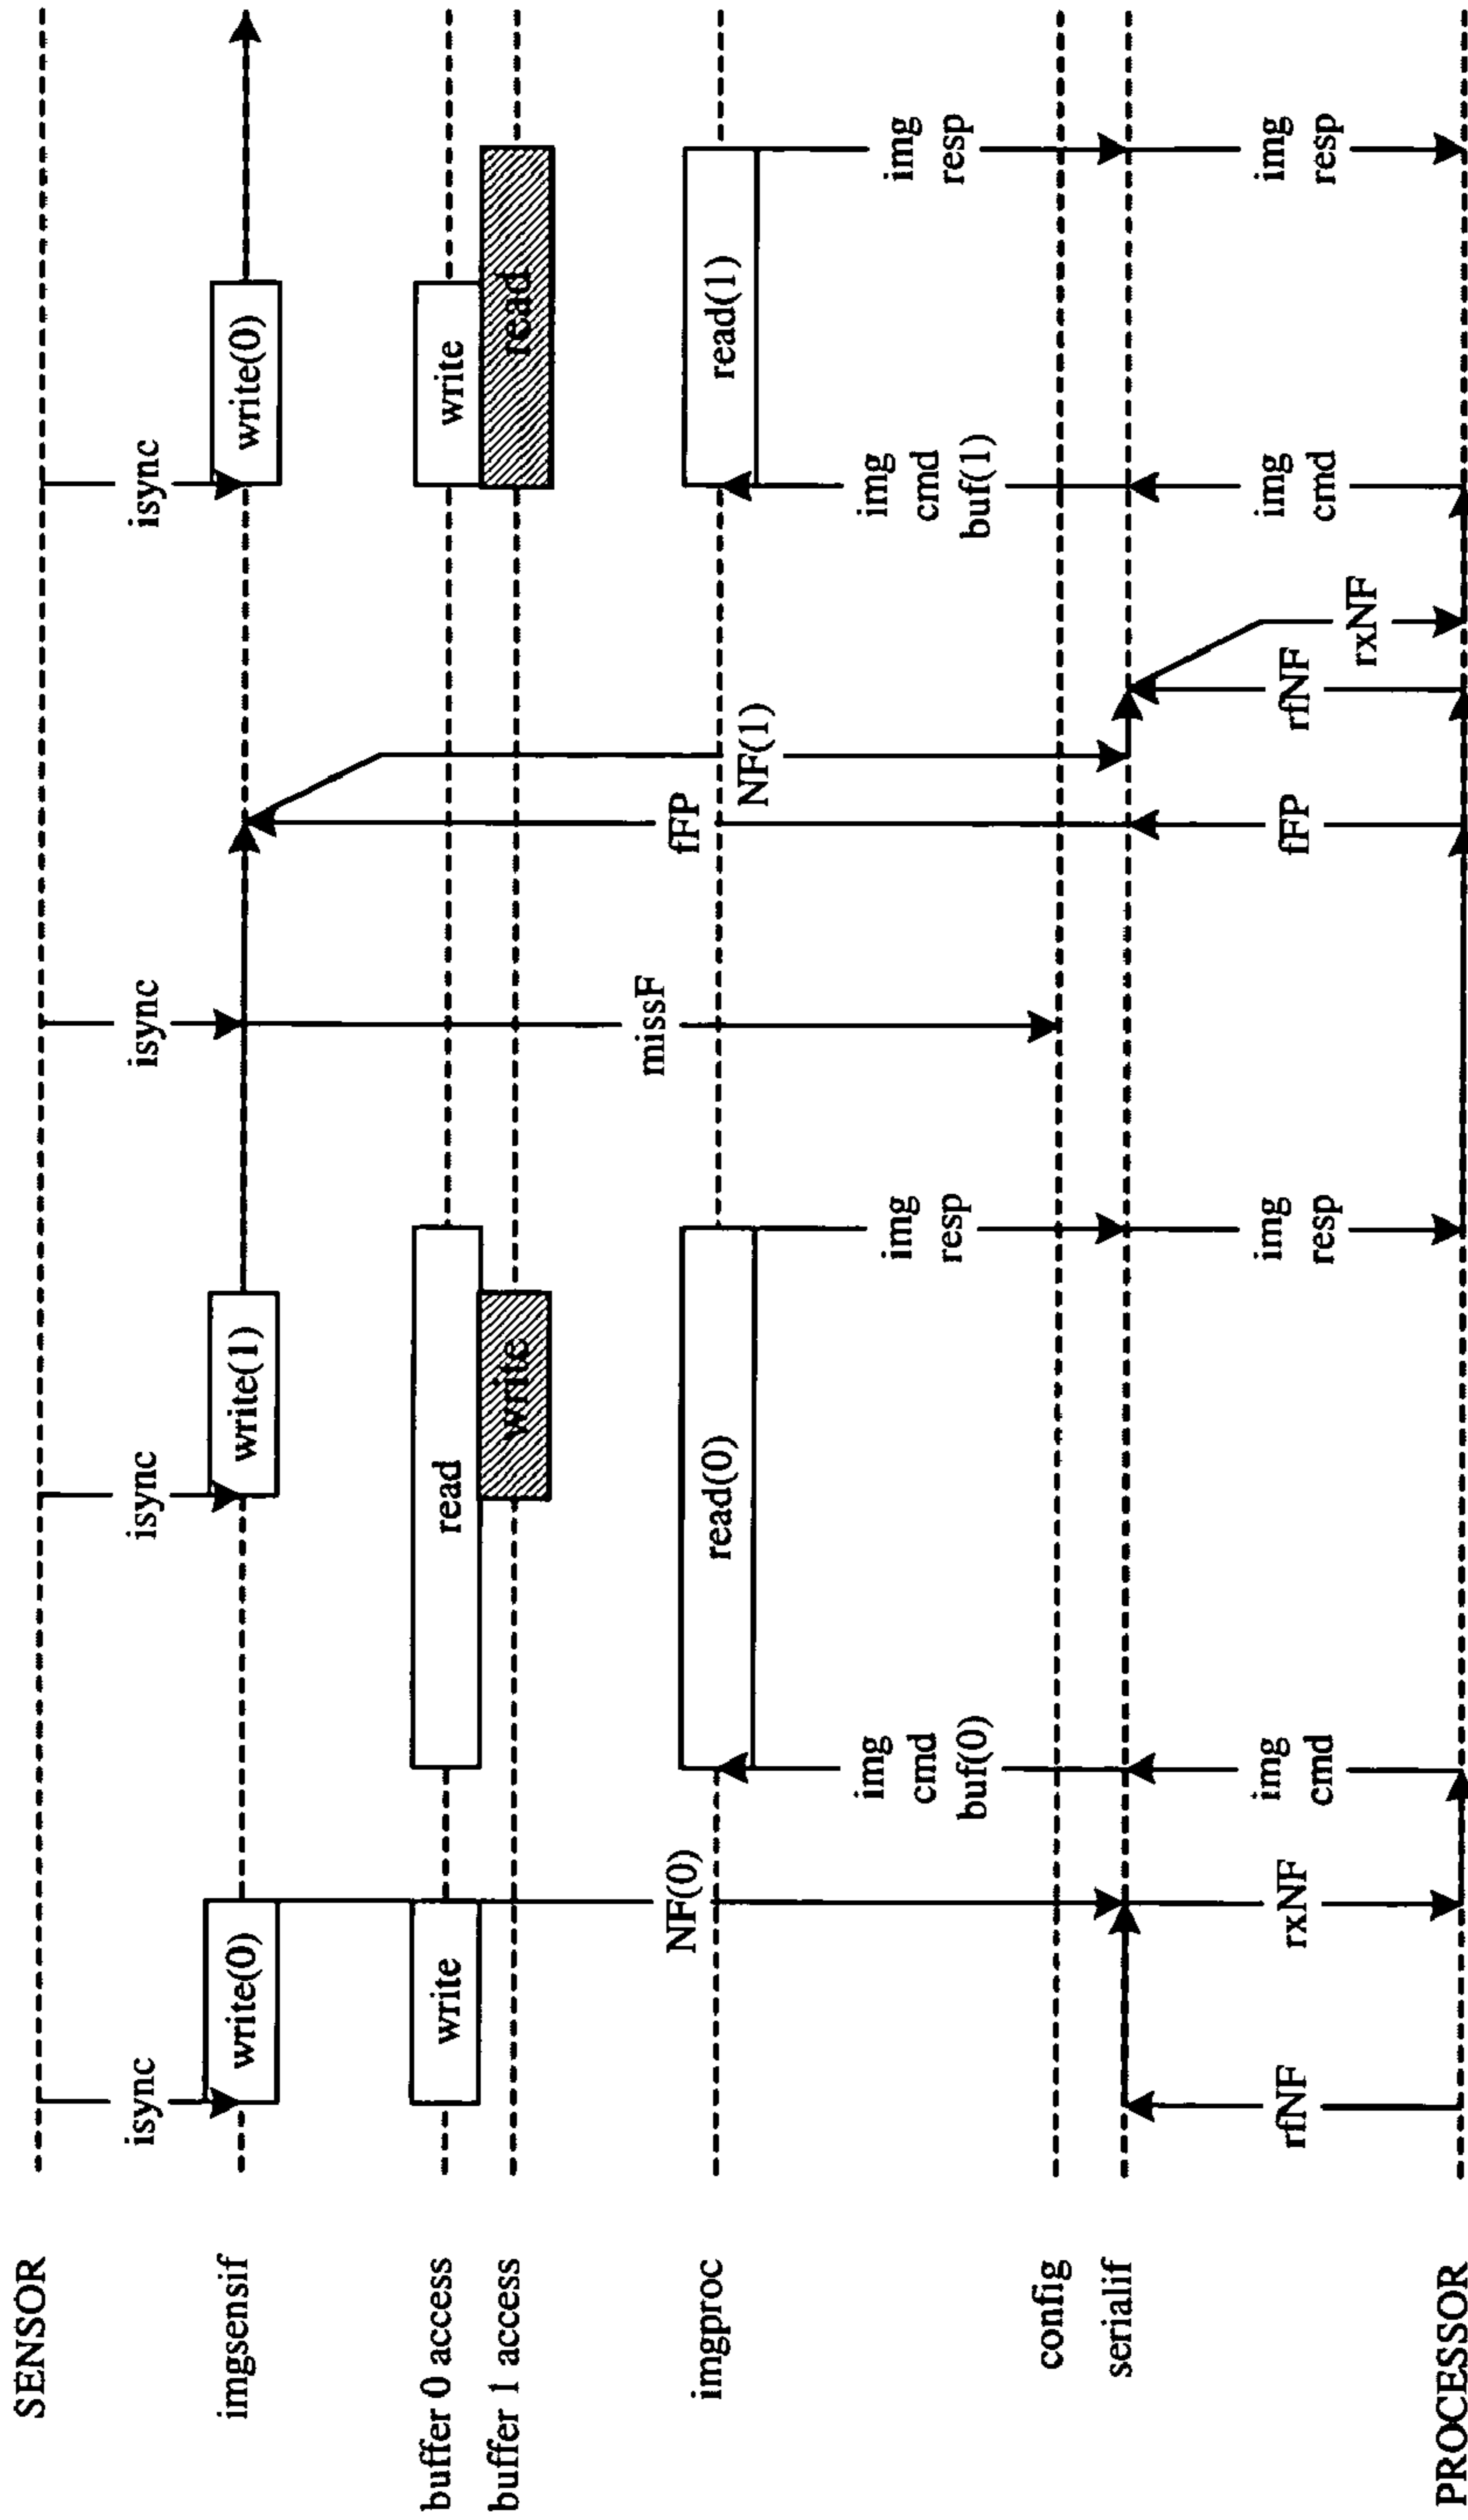 SENSOR
isync
isync
isync
isync
imgsensif
write(0)
write(1)
write(0)
buffer 0 access
write
read
write
buffer 1 access
write
read
NF(0)
missF
fFP
NF(1)
imgproc
read(0)
read(1)
img
cmd
buf(0)
img
resp
img
cmd
buf(1)
img
resp
config
serialif
rfNF
rxNF
img
cmd
img
resp
fFP
rfNF
rxNF
img
cmd
img
resp
PROCESSOR